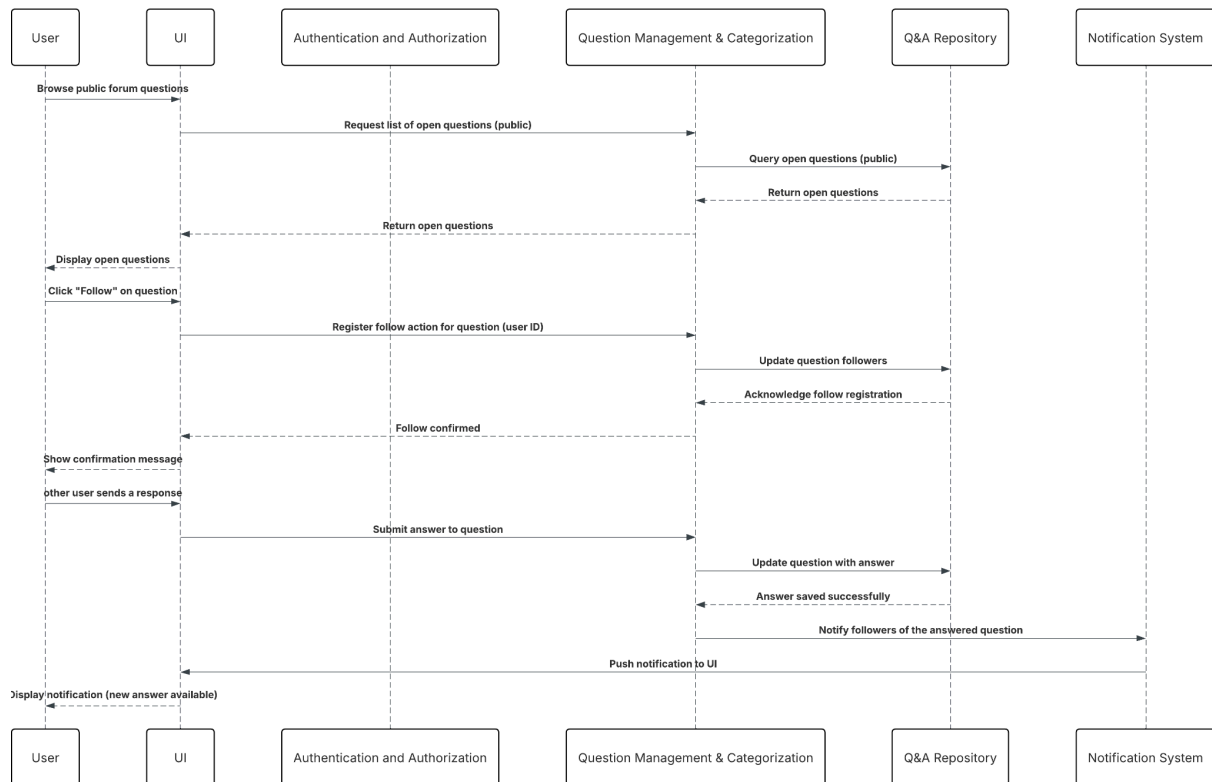 User
UI
Authentication and Authorization
Question Management & Categorization
Q&A Repository
Notification System
Browse public forum questions
Request list of open questions (public)
Query open questions (public)
Return open questions
Return open questions
Display open questions
Click "Follow" on question
Register follow action for question (user ID)
Update question followers
Acknowledge follow registration
Follow confirmed
Show confirmation message
other user sends a response
Submit answer to question
Update question with answer
Answer saved successfully
Notify followers of the answered question
Push notification to UI
Display notification (new answer available)
User
UI
Authentication and Authorization
Question Management & Categorization
Q&A Repository
Notification System